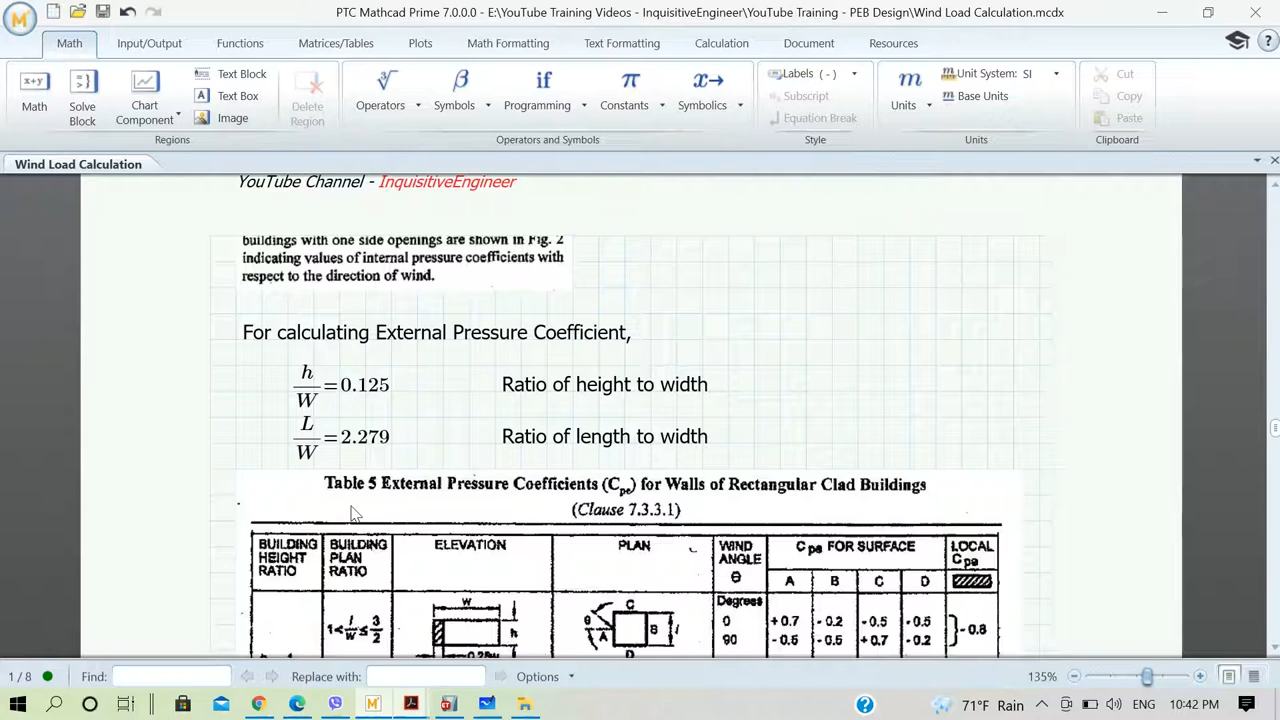 PTC Mathcad Prime 7.0.0.0 - E:\YouTube Training Videos - InquisitiveEngineer\YouTube Training - PEB Design\Wind Load Calculation.mcdx
Math Input/Output Functions Matrices/Tables Plots Math Formatting Text Formatting Calculation Document Resources
Math
Solve Block
Chart Component
Text Block
Text Box
Image
Delete Region
Regions
Operators
Symbols
Programming
Constants
Symbolics
Operators and Symbols
Labels ( - )
Subscript
Equation Break
Style
Units
Unit System: SI
Base Units
Units
Cut
Copy
Paste
Clipboard
Wind Load Calculation
YouTube Channel - InquisitiveEngineer
buildings with one side openings are shown in Fig. 2
indicating values of internal pressure coefficients with
respect to the direction of wind.
For calculating External Pressure Coefficient,
h/W = 0.125 Ratio of height to width
L/W = 2.279 Ratio of length to width
Table 5 External Pressure Coefficients (Cpe) for Walls of Rectangular Clad Buildings
(Clause 7.3.3.1)
BUILDING HEIGHT RATIO
BUILDING PLAN RATIO
ELEVATION
PLAN
WIND ANGLE θ
Cpe FOR SURFACE
LOCAL Cpe
A B C D
1 < l/w ≤ 3/2
w
h
C
θ
A
B
l
D
Degrees
0 +0.7 -0.2 -0.5 -0.5
90 -0.5 -0.5 +0.7 -0.2
-0.8
1 / 8 Find: Replace with: Options 135%
71°F Rain ENG 10:42 PM